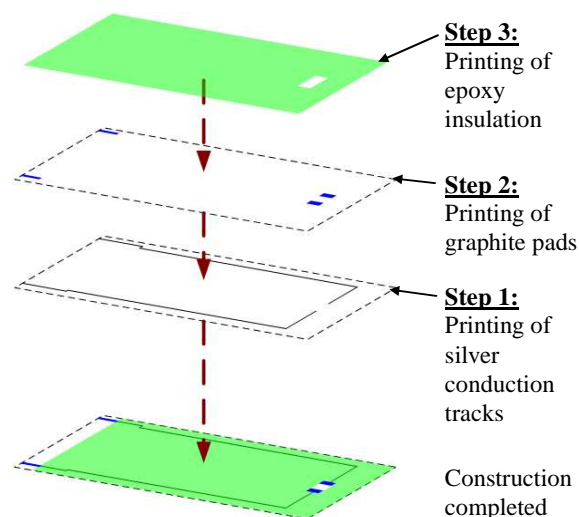 Step 3:
Printing of
epoxy
insulation
Step 2:
Printing of
graphite pads
Step 1:
Printing of
silver
conduction
tracks
Construction
completed